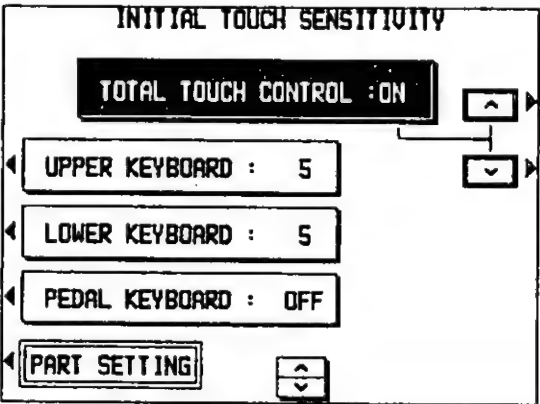 INITIAL TOUCH SENSITIVITY
TOTAL TOUCH CONTROL :ON
UPPER KEYBOARD : 5
LOWER KEYBOARD : 5
PEDAL KEYBOARD : OFF
PART SETTING